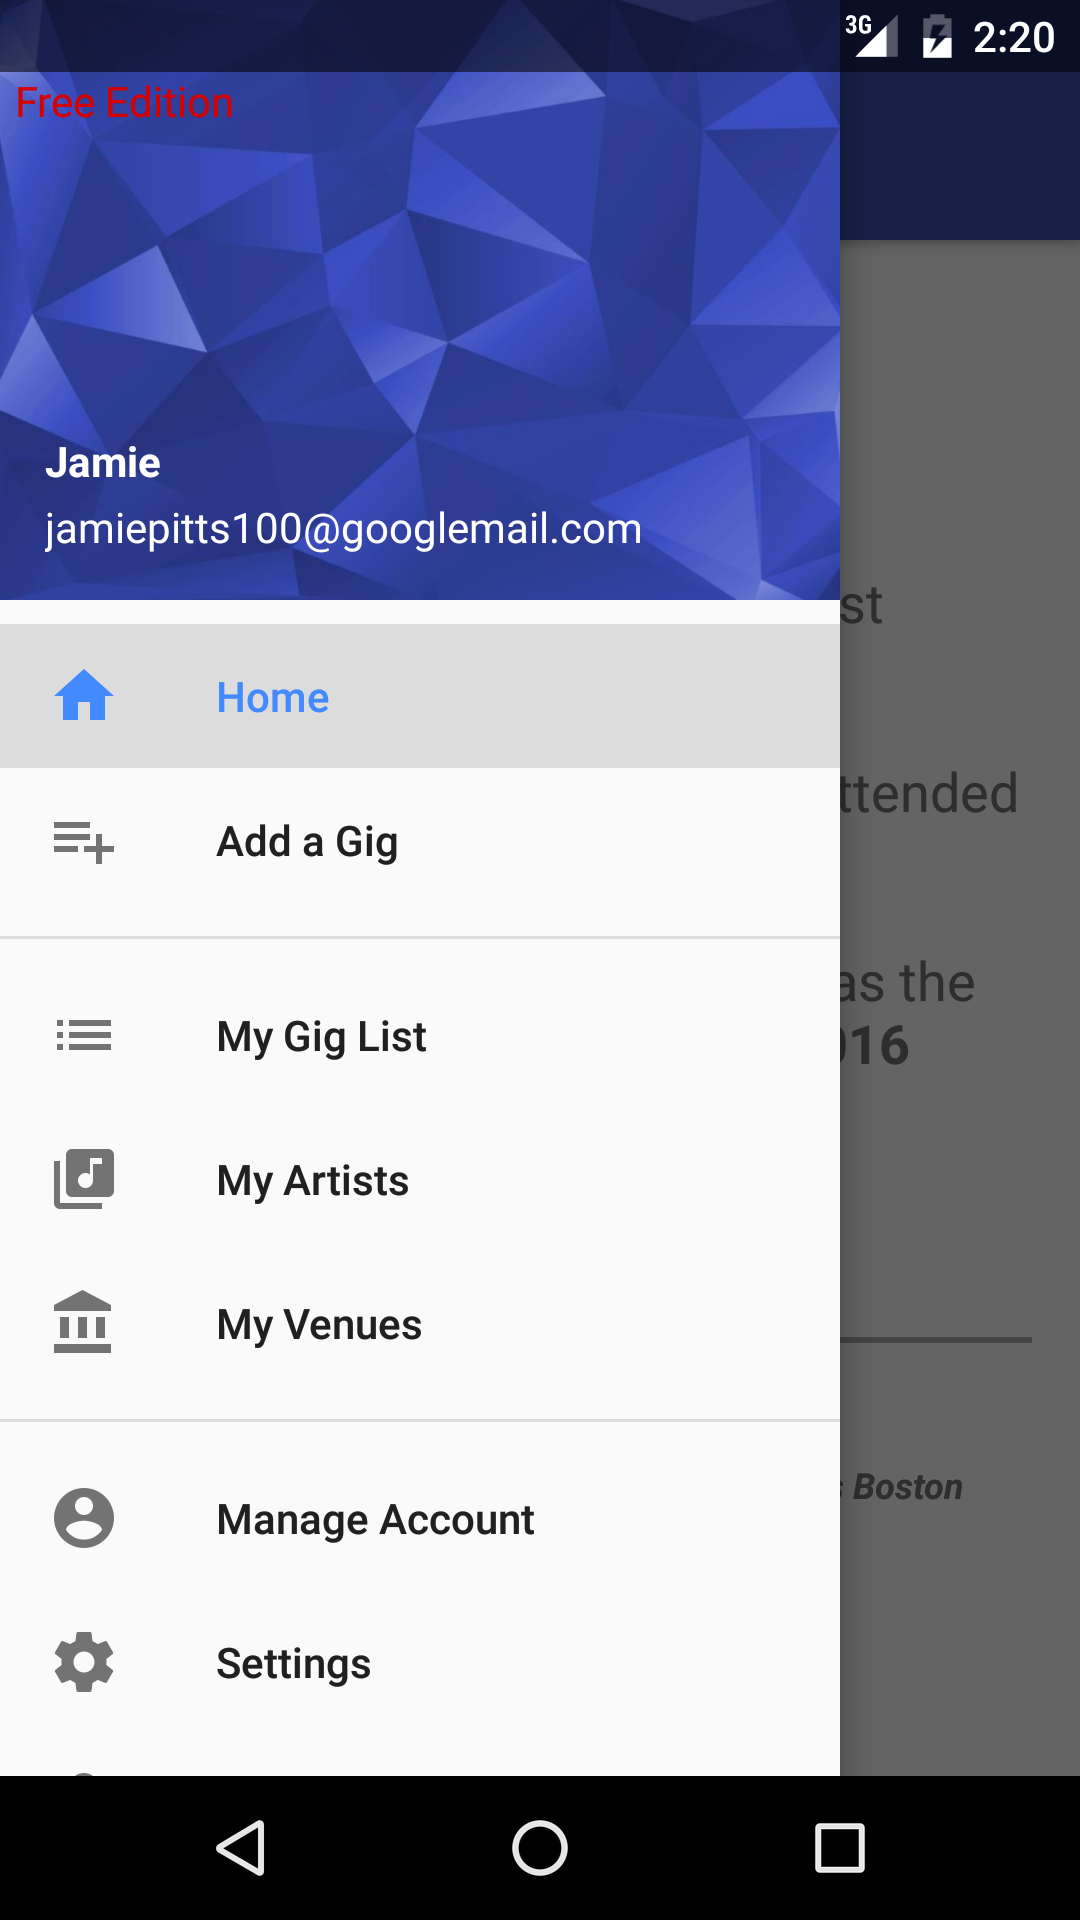 3G 2:20
Free Edition
Jamie
jamiepitts100@googlemail.com
st
Home
ttended
Add a Gig
as the
My Gig List
016
My Artists
My Venues
Boston
Manage Account
Settings